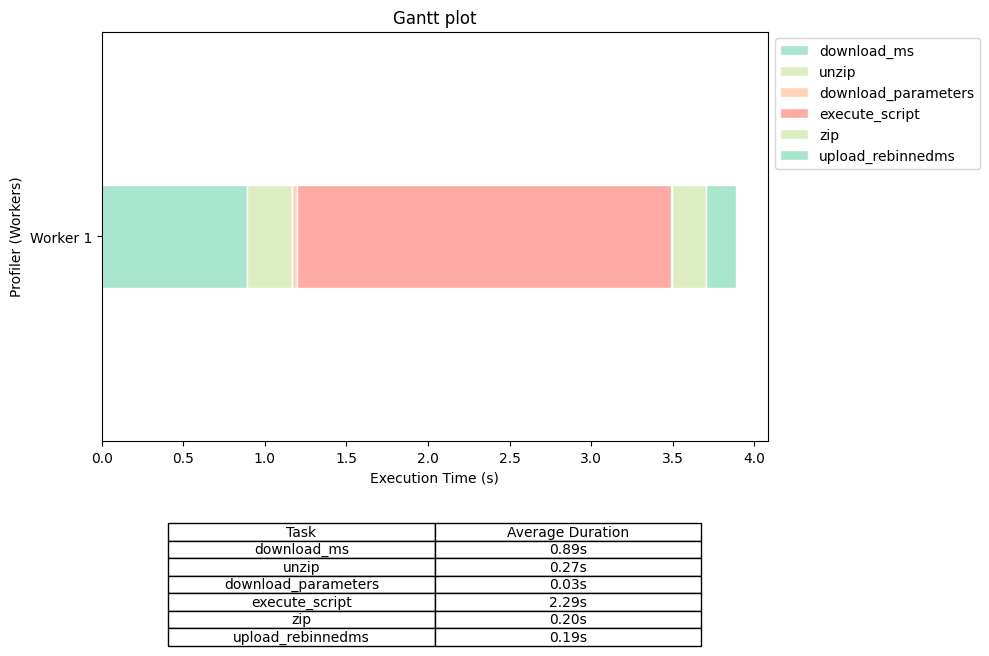 Gantt plot
download_ms
unzip
download_parameters
execute_script
zip
upload_rebinnedms
Profiler (Workers)
Worker 1
0.0 0.5 1.0 1.5 2.0 2.5 3.0 3.5 4.0
Execution Time (s)
Task Average Duration
download_ms 0.89s
unzip 0.27s
download_parameters 0.03s
execute_script 2.29s
zip 0.20s
upload_rebinnedms 0.19s